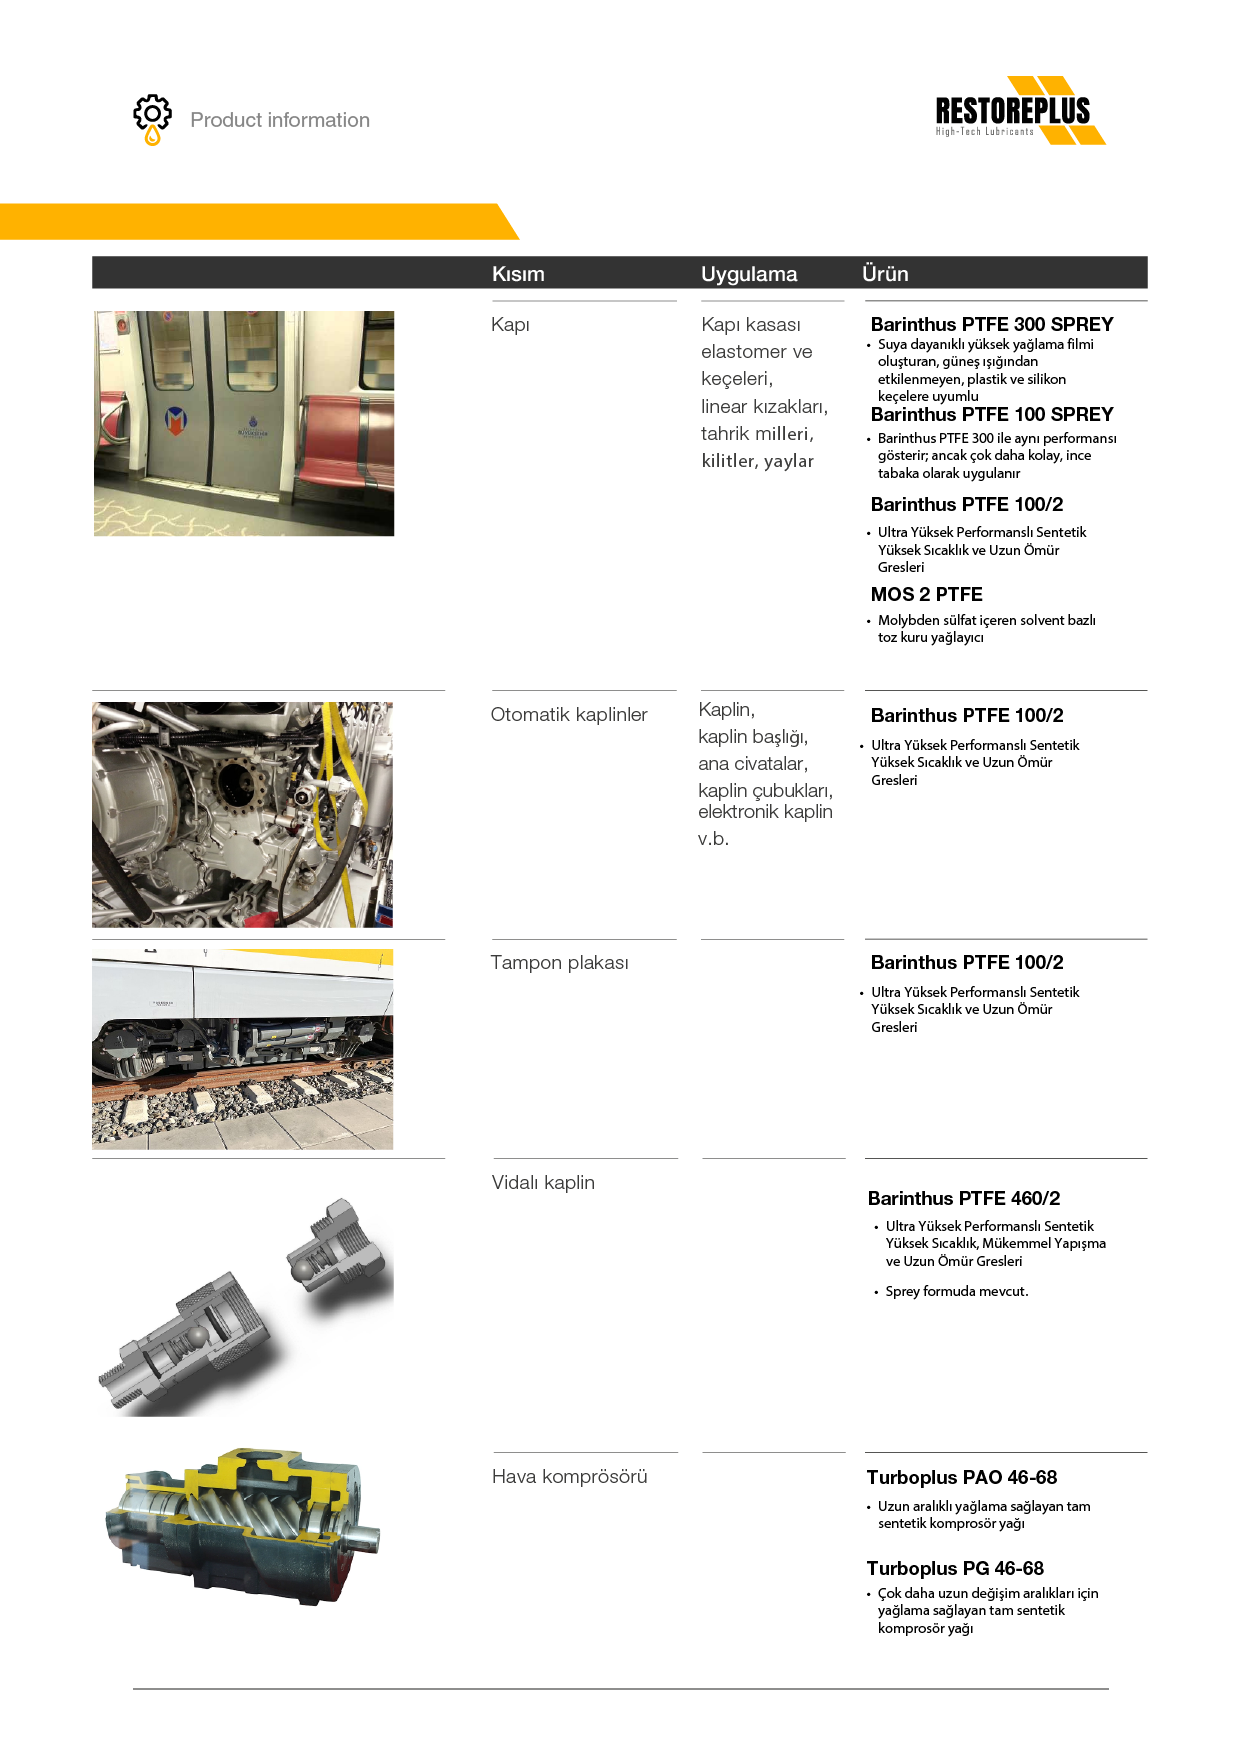 Product information
RESTOREPLUS
High-Tech Lubricants
Kısım
Uygulama
Ürün
Kapı
Kapı kasası
elastomer ve
keçeleri,
linear kızakları,
tahrik milleri,
kilitler, yaylar
Barinthus PTFE 300 SPREY
• Suya dayanıklı yüksek yağlama filmi
oluşturan, güneş ışığından
etkilenmeyen, plastik ve silikon
keçelere uyumlu
Barinthus PTFE 100 SPREY
• Barinthus PTFE 300 ile aynı performansı
gösterir; ancak çok daha kolay, ince
tabaka olarak uygulanır
Barinthus PTFE 100/2
• Ultra Yüksek Performanslı Sentetik
Yüksek Sıcaklık ve Uzun Ömür
Gresleri
MOS 2 PTFE
• Molybden sülfat içeren solvent bazlı
toz kuru yağlayıcı
Otomatik kaplinler
Kaplin,
kaplin başlığı,
ana civatalar,
kaplin çubukları,
elektronik kaplin
v.b.
Barinthus PTFE 100/2
• Ultra Yüksek Performanslı Sentetik
Yüksek Sıcaklık ve Uzun Ömür
Gresleri
Tampon plakası
Barinthus PTFE 100/2
• Ultra Yüksek Performanslı Sentetik
Yüksek Sıcaklık ve Uzun Ömür
Gresleri
Vidalı kaplin
Barinthus PTFE 460/2
• Ultra Yüksek Performanslı Sentetik
Yüksek Sıcaklık, Mükemmel Yapışma
ve Uzun Ömür Gresleri
• Sprey formuda mevcut.
Hava komprösörü
Turboplus PAO 46-68
• Uzun aralıklı yağlama sağlayan tam
sentetik komprosör yağı
Turboplus PG 46-68
• Çok daha uzun değişim aralıkları için
yağlama sağlayan tam sentetik
komprosör yağı